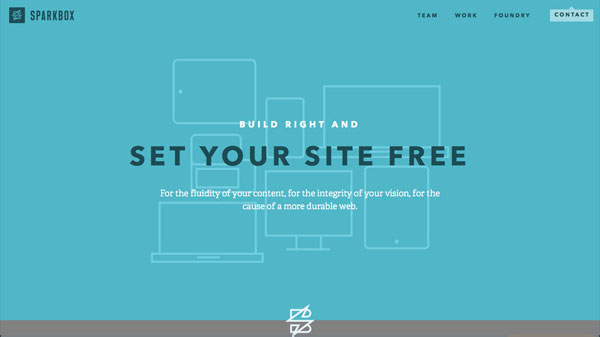 SPARKBOX
TEAM WORK FOUNDRY CONTACT
BUILD RIGHT AND
SET YOUR SITE FREE
For the fluidity of your content, for the integrity of your vision, for the
cause of a more durable web.